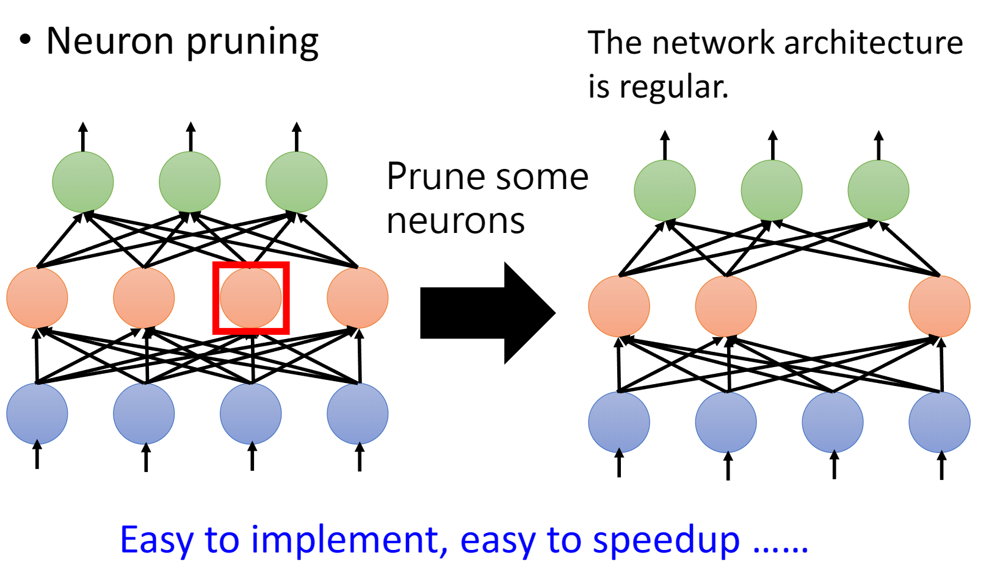 • Neuron pruning
The network architecture
is regular.
Prune some
neurons
Easy to implement, easy to speedup ……